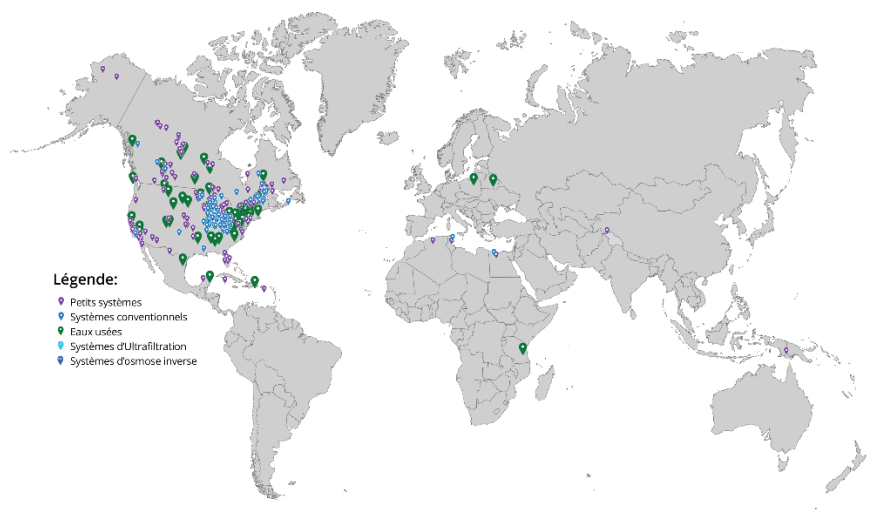 Légende:
Petits systèmes
Systèmes conventionnels
Eaux usées
Systèmes d'Ultrafiltration
Systèmes d'osmose inverse